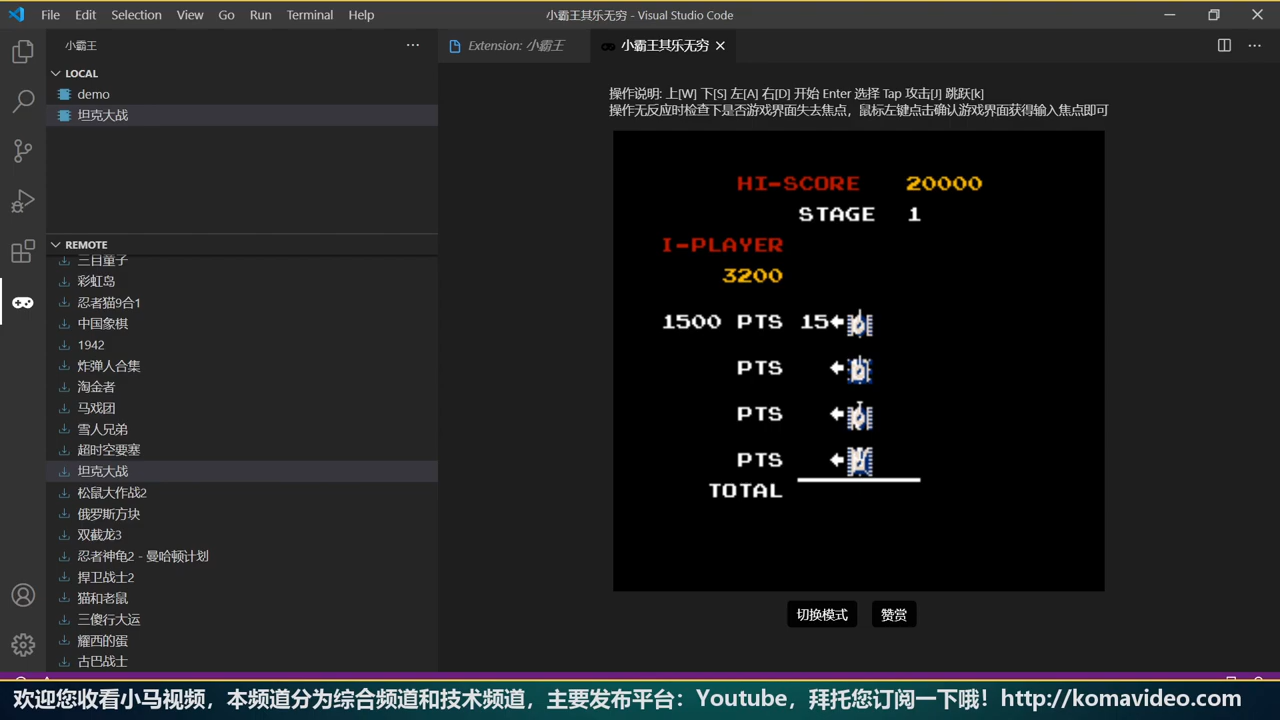 File Edit Selection View Go Run Terminal Help
小霸王其乐无穷 - Visual Studio Code
小霸王
Extension: 小霸王
小霸王其乐无穷
LOCAL
demo
坦克大战
REMOTE
三目童子
彩虹岛
忍者猫9合1
中国象棋
1942
炸弹人合集
淘金者
马戏团
雪人兄弟
超时空要塞
坦克大战
松鼠大作战2
俄罗斯方块
双截龙3
忍者神龟2 - 曼哈顿计划
捍卫战士2
猫和老鼠
三傻行大运
耀西的蛋
古巴战士
操作说明: 上[W] 下[S] 左[A] 右[D] 开始 Enter 选择 Tap 攻击[J] 跳跃[k]
操作无反应时检查下是否游戏界面失去焦点，鼠标左键点击确认游戏界面获得输入焦点即可
HI-SCORE 20000
STAGE 1
I-PLAYER
3200
1500 PTS 15←
PTS ←
PTS ←
PTS ←
TOTAL
切换模式
赞赏
欢迎您收看小马视频，本频道分为综合频道和技术频道，主要发布平台：Youtube，拜托您订阅一下哦！http://komavideo.com